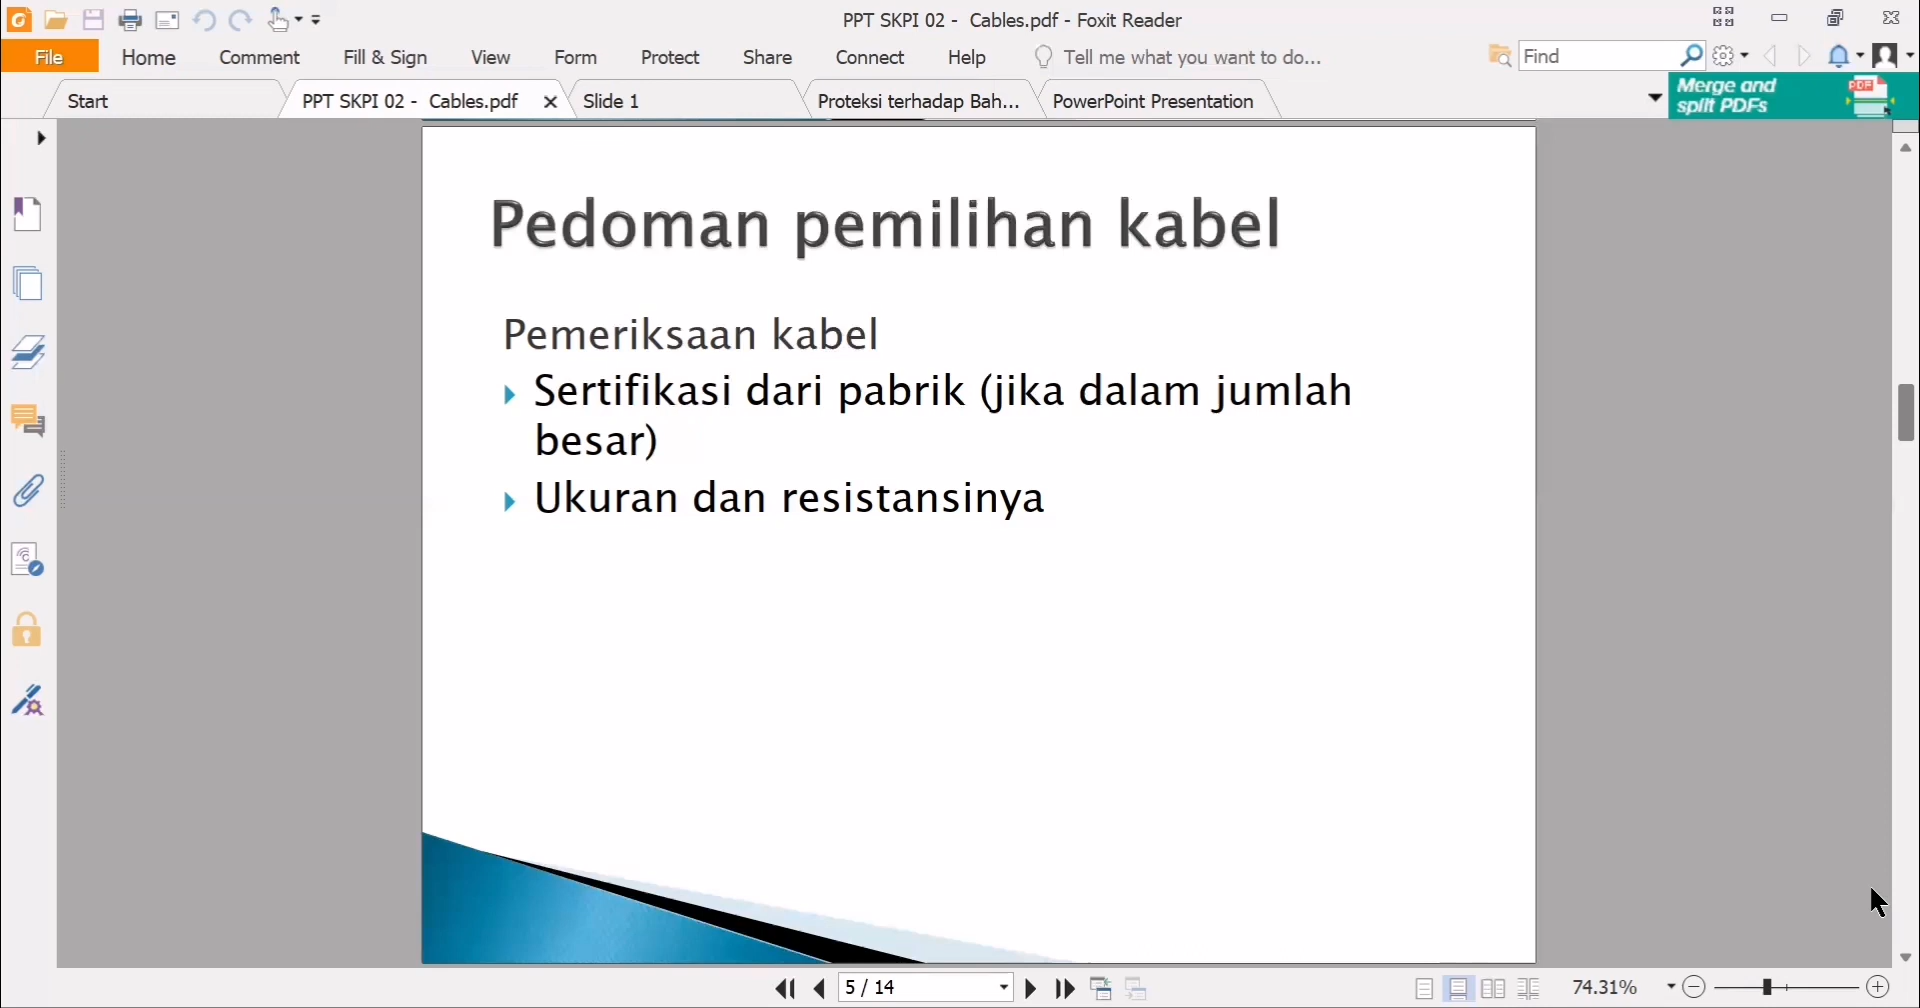 PPT SKPI 02 -  Cables.pdf - Foxit Reader
File Home Comment Fill & Sign View Form Protect Share Connect Help Tell me what you want to do... Find
Start PPT SKPI 02 -  Cables.pdf Slide 1 Proteksi terhadap Bah... PowerPoint Presentation
Merge and
split PDFs
PDF
Pedoman pemilihan kabel
Pemeriksaan kabel
Sertifikasi dari pabrik (jika dalam jumlah
besar)
Ukuran dan resistansinya
5 / 14
74.31%